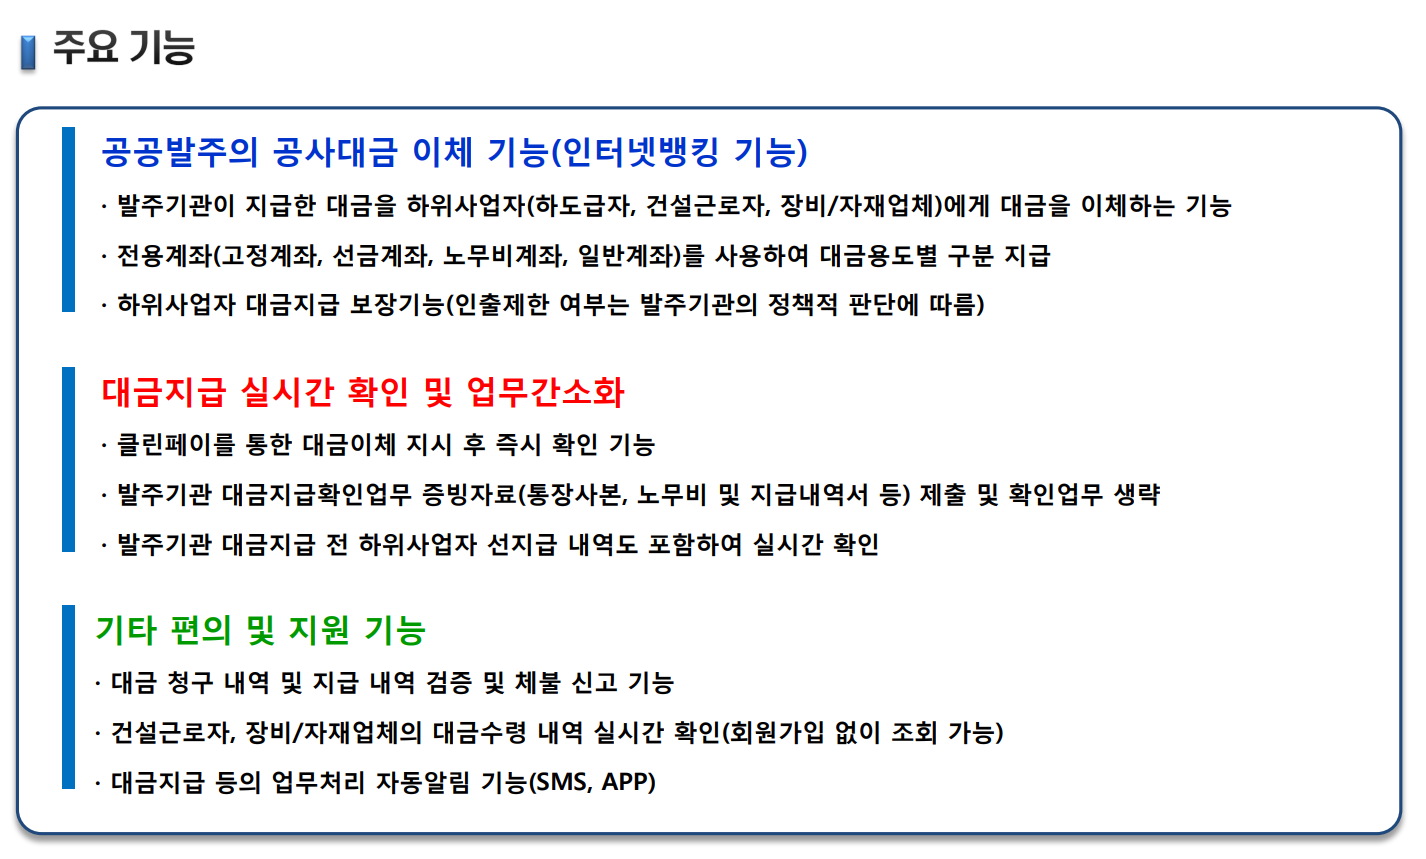 주요 기능
공공발주의 공사대금 이체 기능(인터넷뱅킹 기능)
· 발주기관이 지급한 대금을 하위사업자(하도급자, 건설근로자, 장비/자재업체)에게 대금을 이체하는 기능
· 전용계좌(고정계좌, 선금계좌, 노무비계좌, 일반계좌)를 사용하여 대금용도별 구분 지급
· 하위사업자 대금지급 보장기능(인출제한 여부는 발주기관의 정책적 판단에 따름)
대금지급 실시간 확인 및 업무간소화
· 클린페이를 통한 대금이체 지시 후 즉시 확인 기능
· 발주기관 대금지급확인업무 증빙자료(통장사본, 노무비 및 지급내역서 등) 제출 및 확인업무 생략
· 발주기관 대금지급 전 하위사업자 선지급 내역도 포함하여 실시간 확인
기타 편의 및 지원 기능
· 대금 청구 내역 및 지급 내역 검증 및 체불 신고 기능
· 건설근로자, 장비/자재업체의 대금수령 내역 실시간 확인(회원가입 없이 조회 가능)
· 대금지급 등의 업무처리 자동알림 기능(SMS, APP)